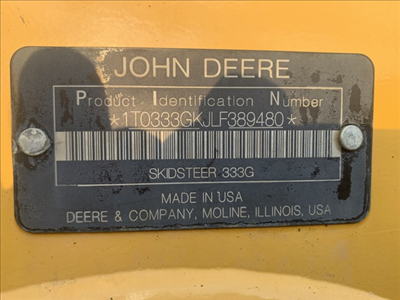 JOHN DEERE
Product Identification Number
*1T0333GKJLF389480*
SKIDSTEER 333G
MADE IN USA
DEERE & COMPANY, MOLINE, ILLINOIS, USA